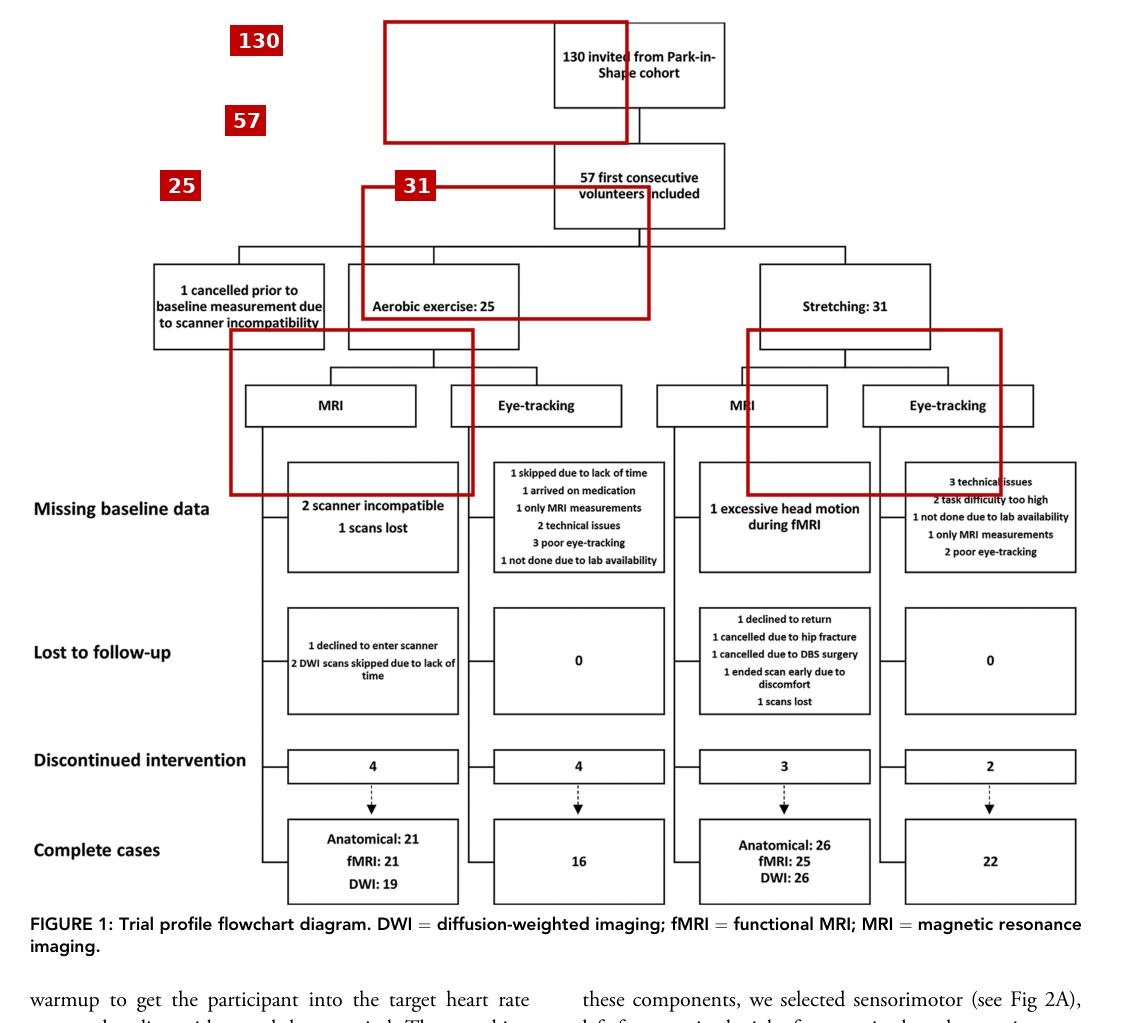 130
130 invited from Park-in-
Shape cohort
57
57 first consecutive
volunteers included
25
31
1 cancelled prior to
baseline measurement due
to scanner incompatibility
Aerobic exercise: 25
Stretching: 31
MRI
Eye-tracking
MRI
Eye-tracking
Missing baseline data
2 scanner incompatible
1 scans lost
1 skipped due to lack of time
1 arrived on medication
1 only MRI measurements
2 technical issues
3 poor eye-tracking
1 not done due to lab availability
1 excessive head motion
during fMRI
3 technical issues
2 task difficulty too high
1 not done due to lab availability
1 only MRI measurements
2 poor eye-tracking
Lost to follow-up
1 declined to enter scanner
2 DWI scans skipped due to lack of
time
0
1 declined to return
1 cancelled due to hip fracture
1 cancelled due to DBS surgery
1 ended scan early due to
discomfort
1 scans lost
0
Discontinued intervention
4
4
3
2
Complete cases
Anatomical: 21
fMRI: 21
DWI: 19
16
Anatomical: 26
fMRI: 25
DWI: 26
22
FIGURE 1: Trial profile flowchart diagram. DWI = diffusion-weighted imaging; fMRI = functional MRI; MRI = magnetic resonance
imaging.
warmup to get the participant into the target heart rate
these components, we selected sensorimotor (see Fig 2A),